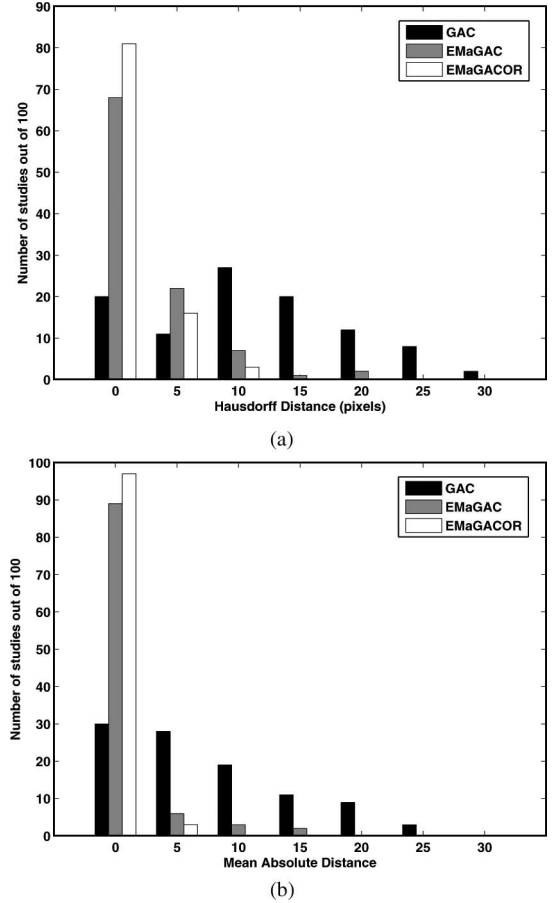 90
80
70
60
50
40
30
20
10
0
Number of studies out of 100
GAC
EMaGAC
EMaGACOR
0 5 10 15 20 25 30
Hausdorff Distance (pixels)
(a)
100
90
80
70
60
50
40
30
20
10
0
Number of studies out of 100
GAC
EMaGAC
EMaGACOR
0 5 10 15 20 25 30
Mean Absolute Distance
(b)